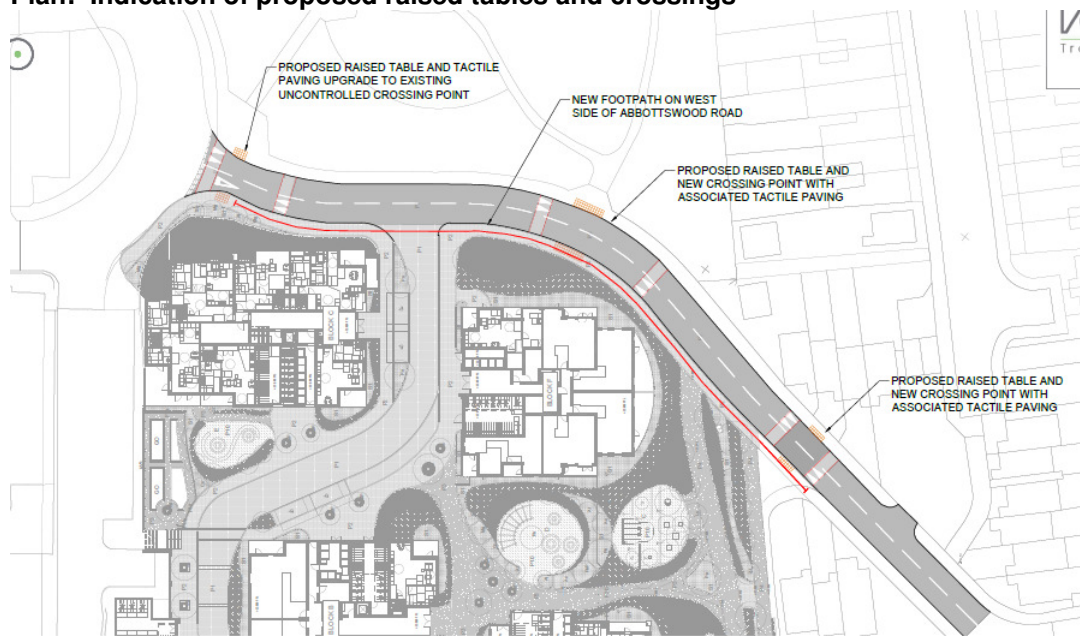 Plan: Indication of proposed raised tables and crossings
PROPOSED RAISED TABLE AND TACTILE
PAVING UPGRADE TO EXISTING
UNCONTROLLED CROSSING POINT
NEW FOOTPATH ON WEST
SIDE OF ABBOTTSWOOD ROAD
PROPOSED RAISED TABLE AND
NEW CROSSING POINT WITH
ASSOCIATED TACTILE PAVING
PROPOSED RAISED TABLE AND
NEW CROSSING POINT WITH
ASSOCIATED TACTILE PAVING
BLOCK C
BLOCK F
BLOCK B